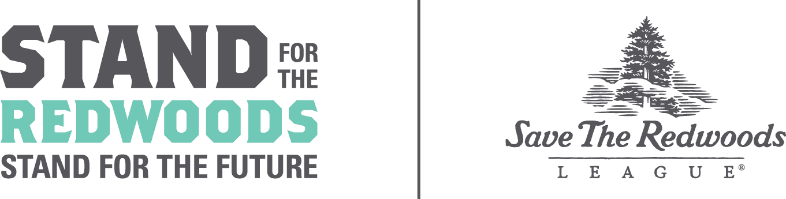 STAND FOR THE
REDWOODS
STAND FOR THE FUTURE
Save The Redwoods
LEAGUE®